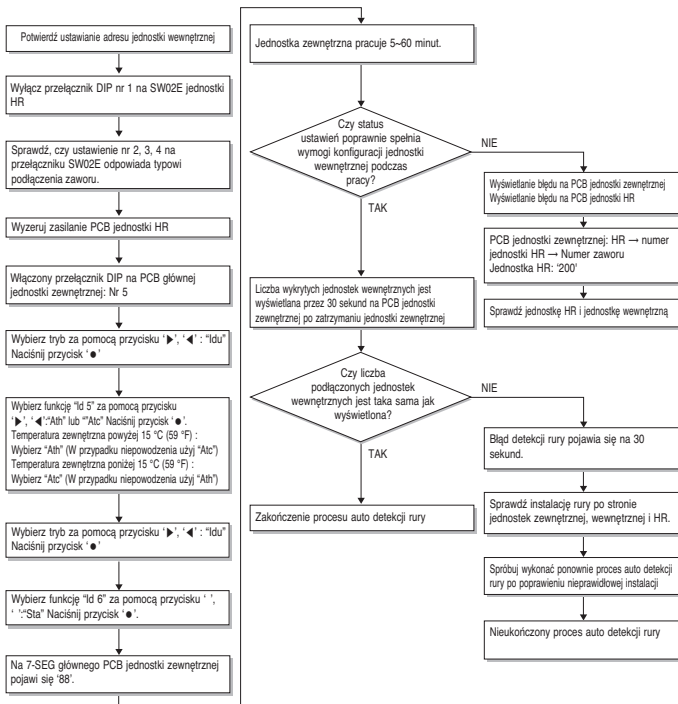 Potwierdź ustawianie adresu jednostki wewnętrznej
Wyłącz przełącznik DIP nr 1 na SW02E jednostki
HR
Sprawdź, czy ustawienie nr 2, 3, 4 na
przełączniku SW02E odpowiada typowi
podłączenia zaworu.
Wyzeruj zasilanie PCB jednostki HR
Włączony przełącznik DIP na PCB głównej
jednostki zewnętrznej: Nr 5
Wybierz tryb za pomocą przycisku ‘▶’, ‘◀’ : “Idu”
Naciśnij przycisk ‘●’
Wybierz funkcję “Id 5” za pomocą przycisku
‘▶’, ‘◀’:“Ath” lub “"Atc” Naciśnij przycisk ‘●’.
Temperatura zewnętrzna powyżej 15 °C (59 °F) :
Wybierz “Ath” (W przypadku niepowodzenia użyj “Atc”)
Temperatura zewnętrzna poniżej 15 °C (59 °F) :
Wybierz “Atc” (W przypadku niepowodzenia użyj “Ath”)
Wybierz tryb za pomocą przycisku ‘▶’, ‘◀’ : “Idu”
Naciśnij przycisk ‘●’
Wybierz funkcję “Id 6” za pomocą przycisku ‘ ’,
‘ ’:“Sta” Naciśnij przycisk ‘●’.
Na 7-SEG głównego PCB jednostki zewnętrznej
pojawi się ‘88’.
Jednostka zewnętrzna pracuje 5~60 minut.
Czy status
ustawień poprawnie spełnia
wymogi konfiguracji jednostki
wewnętrznej podczas
pracy?
NIE
TAK
Wyświetlanie błędu na PCB jednostki zewnętrznej
Wyświetlanie błędu na PCB jednostki HR
PCB jednostki zewnętrznej: HR → numer
jednostki HR → Numer zaworu
Jednostka HR: ‘200’
Sprawdź jednostkę HR i jednostkę wewnętrzną
Liczba wykrytych jednostek wewnętrznych jest
wyświetlana przez 30 sekund na PCB jednostki
zewnętrznej po zatrzymaniu jednostki zewnętrznej
Czy liczba
podłączonych jednostek
wewnętrznych jest taka sama jak
wyświetlona?
NIE
TAK
Zakończenie procesu auto detekcji rury
Błąd detekcji rury pojawia się na 30
sekund.
Sprawdź instalację rury po stronie
jednostek zewnętrznej, wewnętrznej i HR.
Spróbuj wykonać ponownie proces auto detekcji
rury po poprawieniu nieprawidłowej instalacji
Nieukończony proces auto detekcji rury